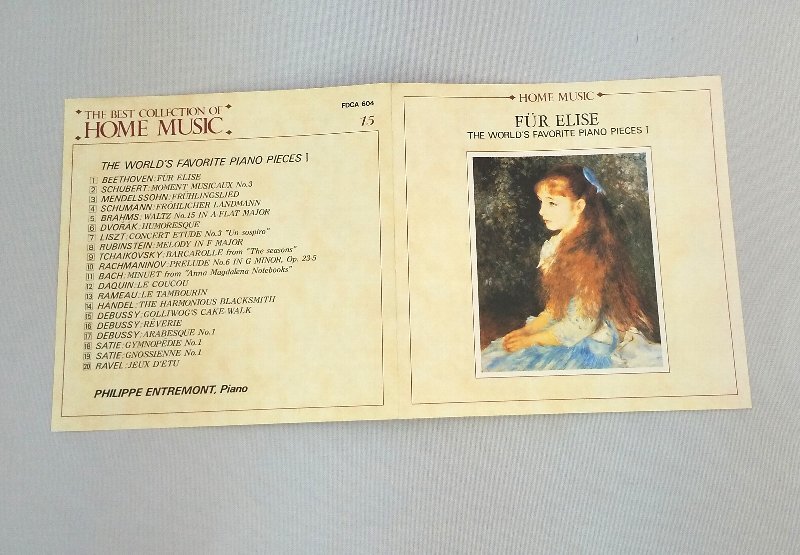 THE BEST COLLECTION OF
HOME MUSIC
FDCA 604
15
THE WORLD'S FAVORITE PIANO PIECES 1
1 BEETHOVEN: FÜR ELISE
2 SCHUBERT: MOMENT MUSICAUX No.3
3 MENDELSSOHN: FRÜHLINGSLIED
4 SCHUMANN: FRÖHLICHER LANDMANN
5 BRAHMS: WALTZ No.15 IN A-FLAT MAJOR
6 DVORAK: HUMORESQUE
7 LISZT: CONCERT ETUDE No.3 "Un sospiro"
8 RUBINSTEIN: MELODY IN F MAJOR
9 TCHAIKOVSKY: BARCAROLLE from "The seasons"
10 RACHMANINOV: PRELUDE No.6 IN G MINOR, Op. 23-5
11 BACH: MINUET from "Anna Magdalena Notebooks"
12 DAQUIN: LE COUCOU
13 RAMEAU: LE TAMBOURIN
14 HANDEL: THE HARMONIOUS BLACKSMITH
15 DEBUSSY: GOLLIWOG'S CAKE-WALK
16 DEBUSSY: REVERIE
17 DEBUSSY: ARABESQUE No.1
18 SATIE: GYMNOPÉDIE No.1
19 SATIE: GNOSSIENNE No.1
20 RAVEL: JEUX D'ETU
PHILIPPE ENTREMONT, Piano
HOME MUSIC
FÜR ELISE
THE WORLD'S FAVORITE PIANO PIECES 1